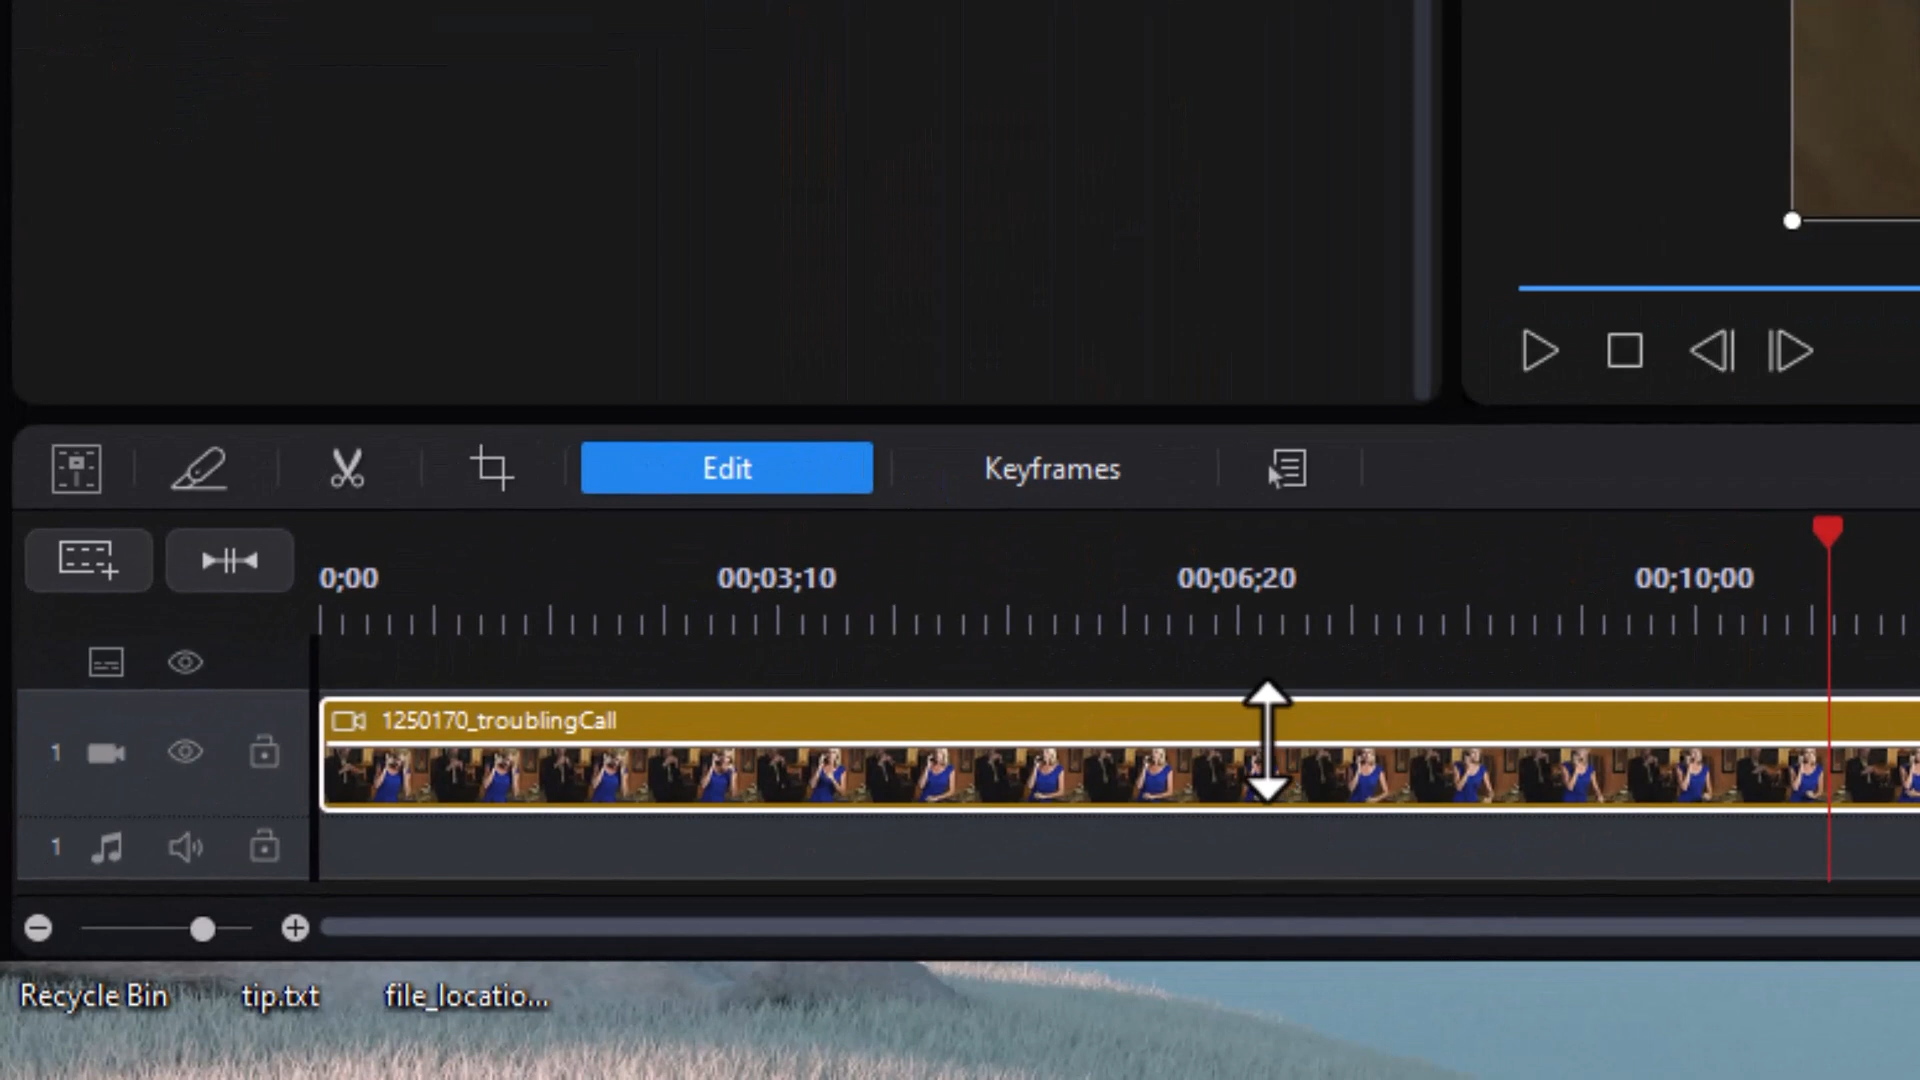 Edit
Keyframes
0;00
00;03;10
00;06;20
00;10;00
1250170_troublingCall
1
1
Recycle Bin
tip.txt
file_locatio...